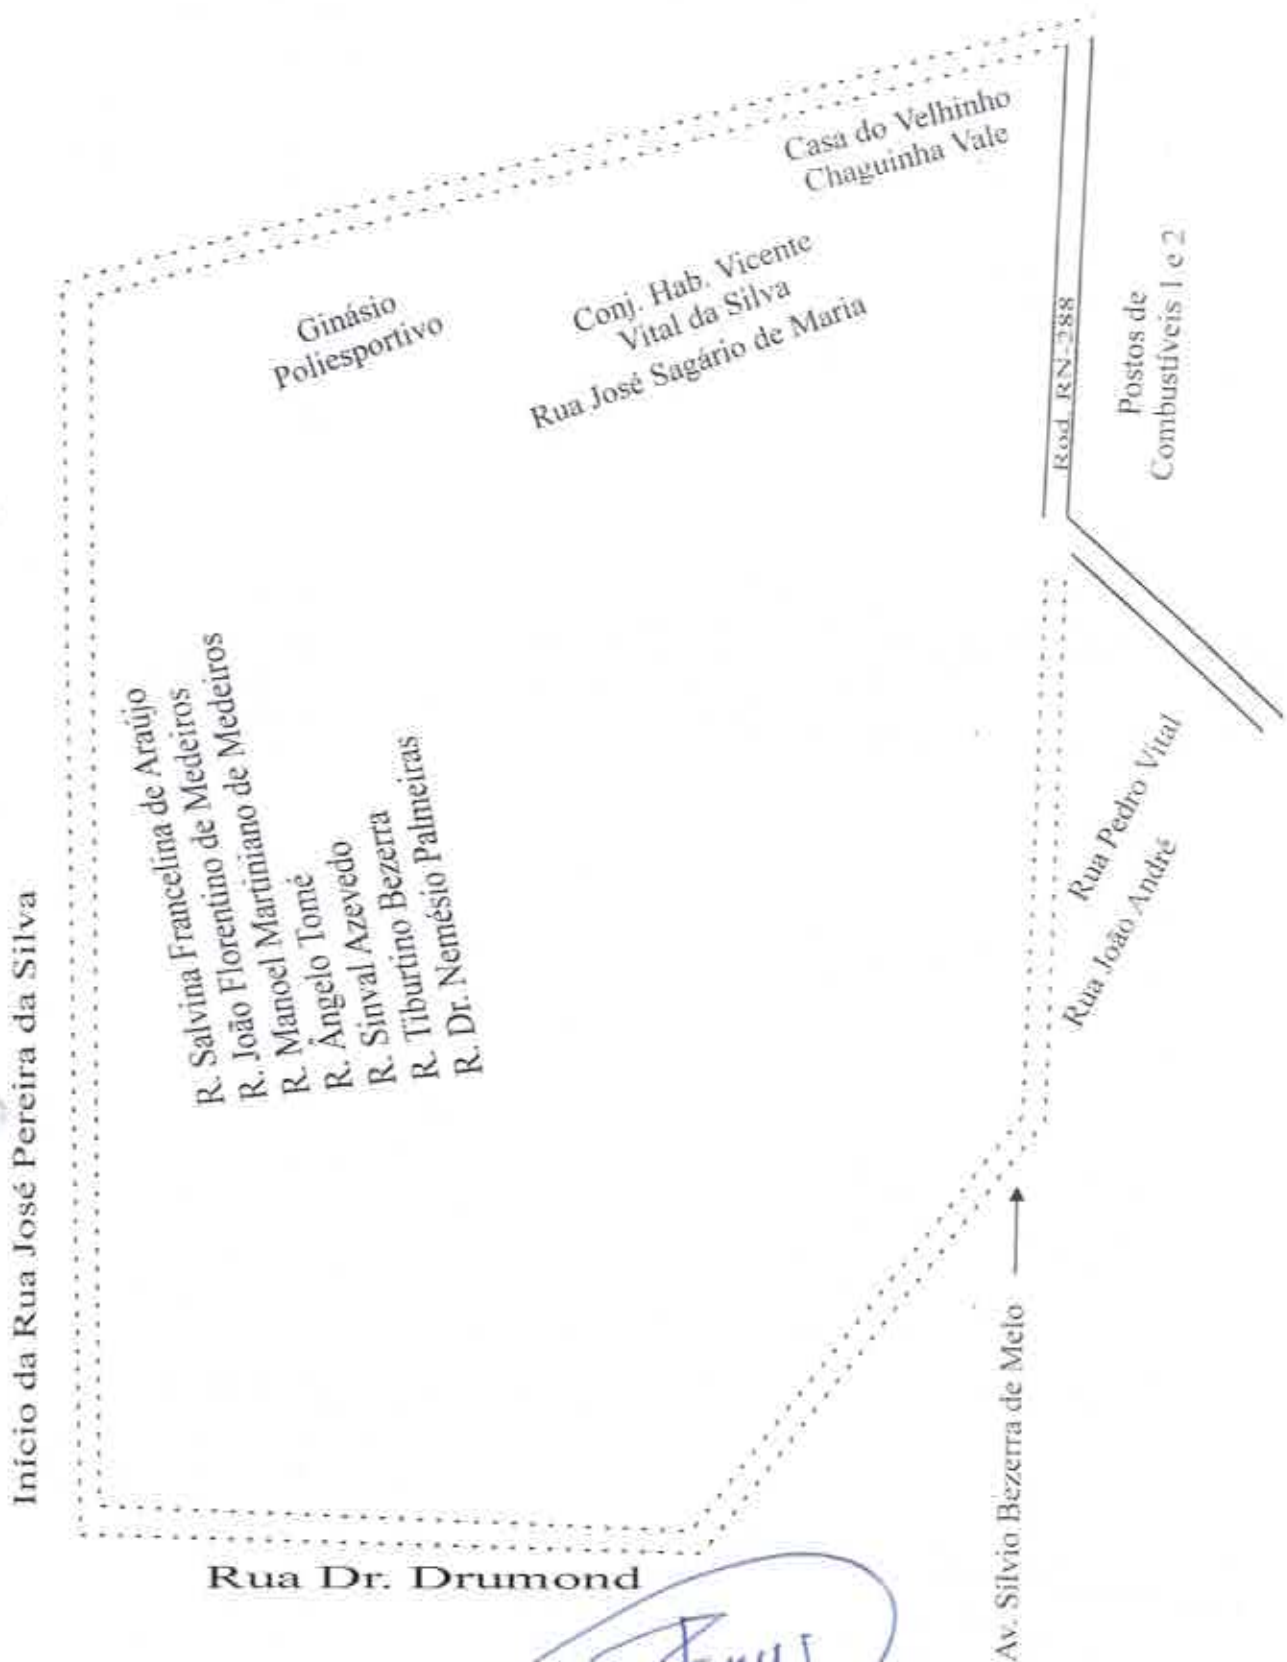 Início da Rua José Pereira da Silva
R. Salvina Francelina de Araújo
R. João Florentino de Medeiros
R. João Martiniano de Medeiros
R. Manoel Tomé
R. Ângelo Azevedo
R. Sinval Bezerra
R. Tiburtino Bezerra
R. Dr. Nemésio Palmeiras
Ginásio
Poliesportivo
Conj. Hab. Vicente
Vital da Silva
Rua José Sagário de Maria
Casa do Velhinho
Chaguinha Vale
Rod. RN-288
Postos de
Combustíveis 1 e 2
Rua Pedro Vital
Rua João André
Av. Silvio Bezerra de Melo
Rua Dr. Drumond